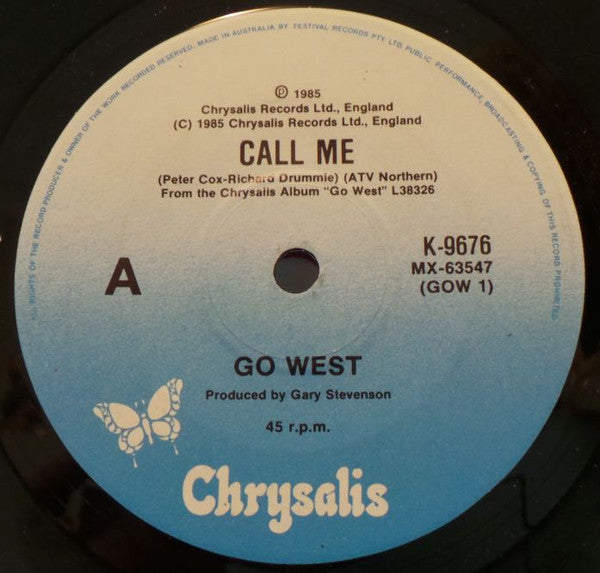 ALL RIGHTS OF THE RECORD PRODUCER & OWNER OF THE WORK RECORDED RESERVED. MADE IN AUSTRALIA BY FESTIVAL RECORDS PTY. LTD. PUBLIC PERFORMANCE, BROADCASTING & COPYING OF THIS RECORD PROHIBITED.
℗ 1985
Chrysalis Records Ltd., England
(C) 1985 Chrysalis Records Ltd., England
CALL ME
(Peter Cox-Richard Drummie) (ATV Northern)
From the Chrysalis Album "Go West" L38326
A
K-9676
MX-63547
(GOW 1)
GO WEST
Produced by Gary Stevenson
45 r.p.m.
Chrysalis